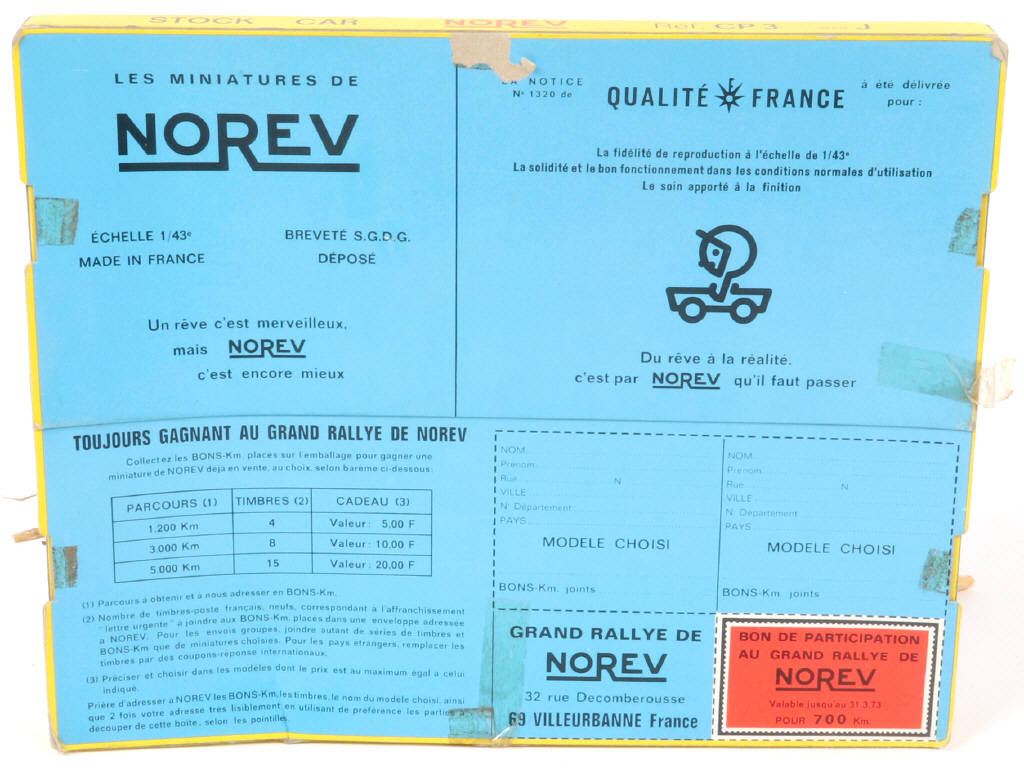 STOCK CAR NOREV Réf. CP 3 J
LES MINIATURES DE
NOREV
ÉCHELLE 1/43e
MADE IN FRANCE
BREVETÉ S.G.D.G.
DÉPOSÉ
Un rêve c'est merveilleux,
mais NOREV
c'est encore mieux
LA NOTICE
N° 1320 de
QUALITÉ FRANCE
à été délivrée
pour :
La fidélité de reproduction à l'échelle de 1/43e
La solidité et le bon fonctionnement dans les conditions normales d'utilisation
Le soin apporté à la finition
Du rêve à la réalité.
c'est par NOREV qu'il faut passer
TOUJOURS GAGNANT AU GRAND RALLYE DE NOREV
Collectez les BONS-Km. placés sur l'emballage pour gagner une
miniature de NOREV déjà en vente, au choix, selon barème ci-dessous:
PARCOURS (1) TIMBRES (2) CADEAU (3)
1.200 Km 4 Valeur : 5,00 F
3.000 Km 8 Valeur : 10,00 F
5.000 Km 15 Valeur : 20,00 F
(1) Parcours à obtenir et à nous adresser en BONS-Km.
(2) Nombre de timbres-poste français, neufs, correspondant à l'affranchissement
"lettre urgente" à joindre aux BONS-Km. placés dans une enveloppe adressée
à NOREV. Pour les envois groupés, joindre autant de séries de timbres et
BONS-Km que de miniatures choisies. Pour les pays étrangers, remplacer les
timbres par des coupons-réponse internationaux.
(3) Préciser et choisir dans les modèles dont le prix est au maximum égal à celui
indiqué.
Prière d'adresser à NOREV les BONS-Km, les timbres, le nom du modèle choisi, ainsi
que 2 fois votre adresse très lisiblement en utilisant de préférence les parties
à découper de cette boîte, selon les pointillés.
NOM
Prénom
Rue N
VILLE
N. Département
PAYS
MODELE CHOISI
BONS-Km. joints
NOM
Prénom
Rue N
VILLE
N. Département
PAYS
MODELE CHOISI
BONS-Km. joints
GRAND RALLYE DE
NOREV
32 rue Decomberousse
69 VILLEURBANNE France
BON DE PARTICIPATION
AU GRAND RALLYE DE
NOREV
Valable jusqu'au 31.3.73
POUR 700 Km.